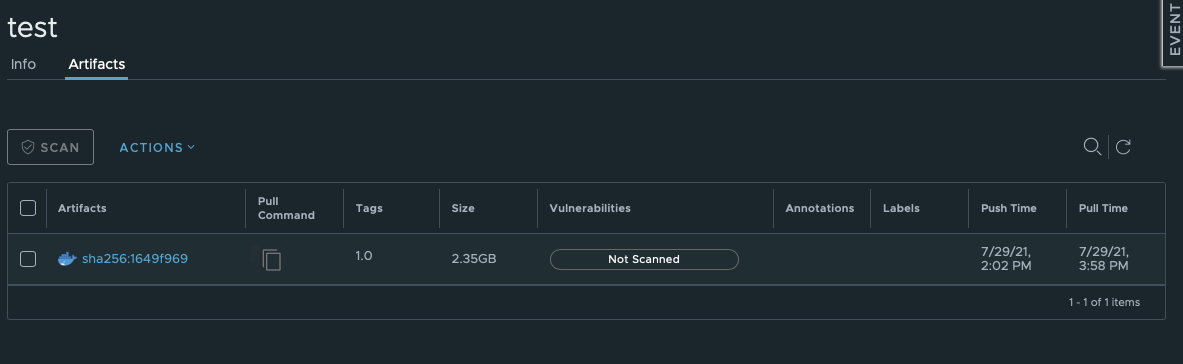 test
EVENT
Info Artifacts
SCAN ACTIONS
Artifacts Pull Command Tags Size Vulnerabilities Annotations Labels Push Time Pull Time
sha256:1649f969 1.0 2.35GB Not Scanned 7/29/21, 2:02 PM 7/29/21, 3:58 PM
1 - 1 of 1 items